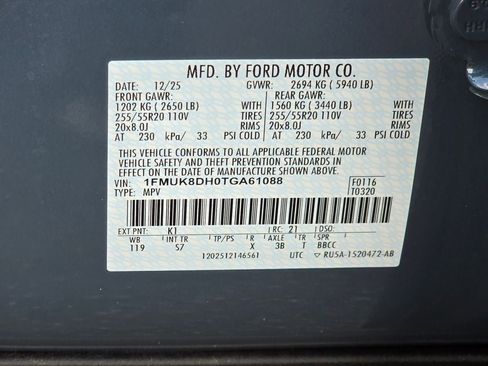 MFD. BY FORD MOTOR CO.
DATE: 12/25 GVWR: 2694 KG ( 5940 LB)
FRONT GAWR: REAR GAWR:
1202 KG ( 2650 LB) WITH 1560 KG ( 3440 LB) WITH
255/55R20 110V TIRES 255/55R20 110V TIRES
20x8.0J RIMS 20x8.0J RIMS
AT 230 kPa/ 33 PSI COLD AT 230 kPa/ 33 PSI COLD
THIS VEHICLE CONFORMS TO ALL APPLICABLE FEDERAL MOTOR
VEHICLE SAFETY AND THEFT PREVENTION STANDARDS IN
EFFECT ON THE DATE OF MANUFACTURE SHOWN ABOVE.
VIN: 1FMUK8DH0TGA61088 F0116
TYPE: MPV T0320
EXT PNT: K1 RC: 21 DSO:
WB INT TR TP/PS R AXLE TR SPR
119 S7 X 3B T BBCC
1202512146561 UTC ▽ RU5A-1520472-AB